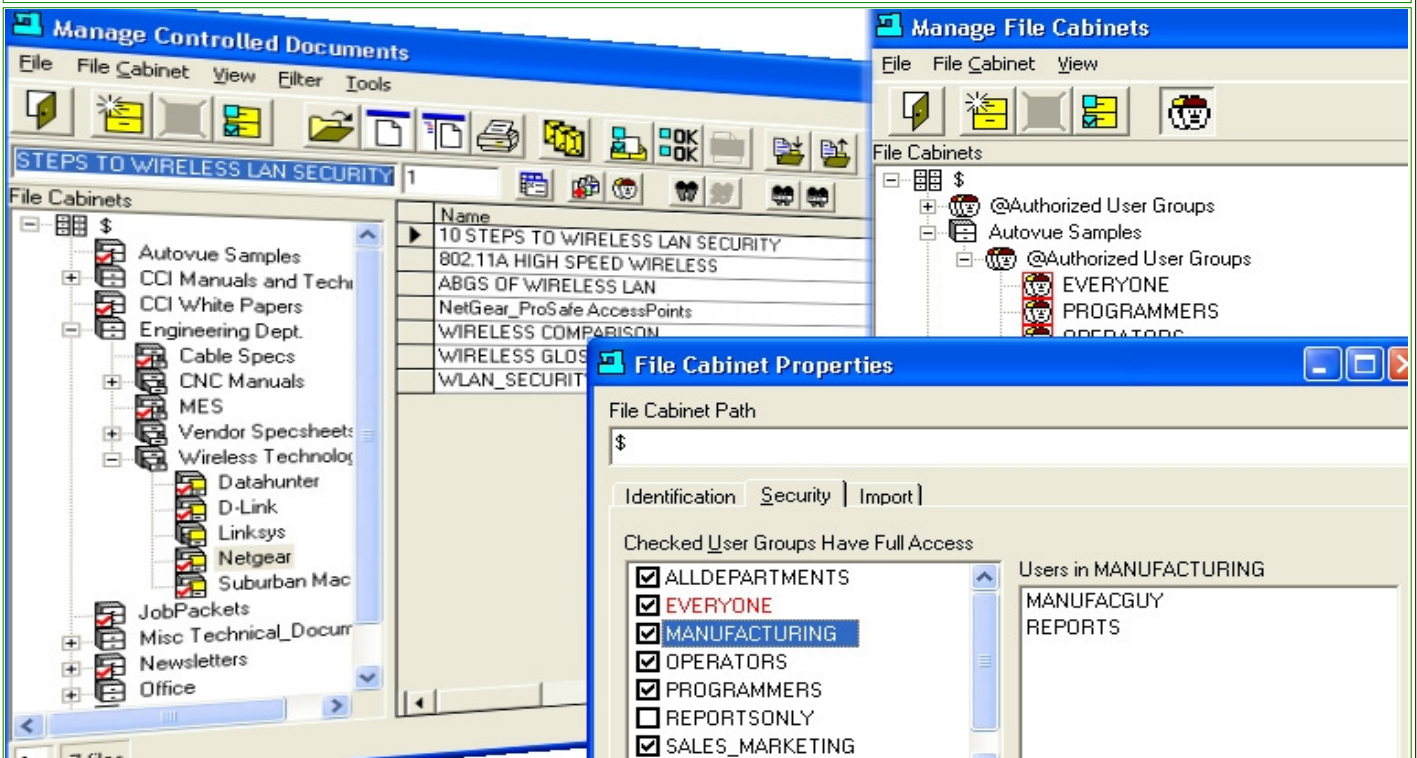 Manage Controlled Documents
File File Cabinet View Filter Tools
OK
OK
STEPS TO WIRELESS LAN SECURITY 1
File Cabinets
$
Autovue Samples
CCI Manuals and Techi
CCI White Papers
Engineering Dept.
Cable Specs
CNC Manuals
MES
Vendor Specsheets
Wireless Technolog
Datahunter
D-Link
Linksys
Netgear
Suburban Mac
JobPackets
Misc Technical_Docum
Newsletters
Office
Name
10 STEPS TO WIRELESS LAN SECURITY
802.11A HIGH SPEED WIRELESS
ABGS OF WIRELESS LAN
NetGear_ProSafe AccessPoints
WIRELESS COMPARISON
WIRELESS GLOS
WLAN_SECURIT
7 files
Manage File Cabinets
File File Cabinet View
File Cabinets
$
@Authorized User Groups
Autovue Samples
@Authorized User Groups
EVERYONE
PROGRAMMERS
OPERATORS
File Cabinet Properties
File Cabinet Path
$
Identification Security Import
Checked User Groups Have Full Access
ALLDEPARTMENTS
EVERYONE
MANUFACTURING
OPERATORS
PROGRAMMERS
REPORTSONLY
SALES_MARKETING
Users in MANUFACTURING
MANUFACGUY
REPORTS